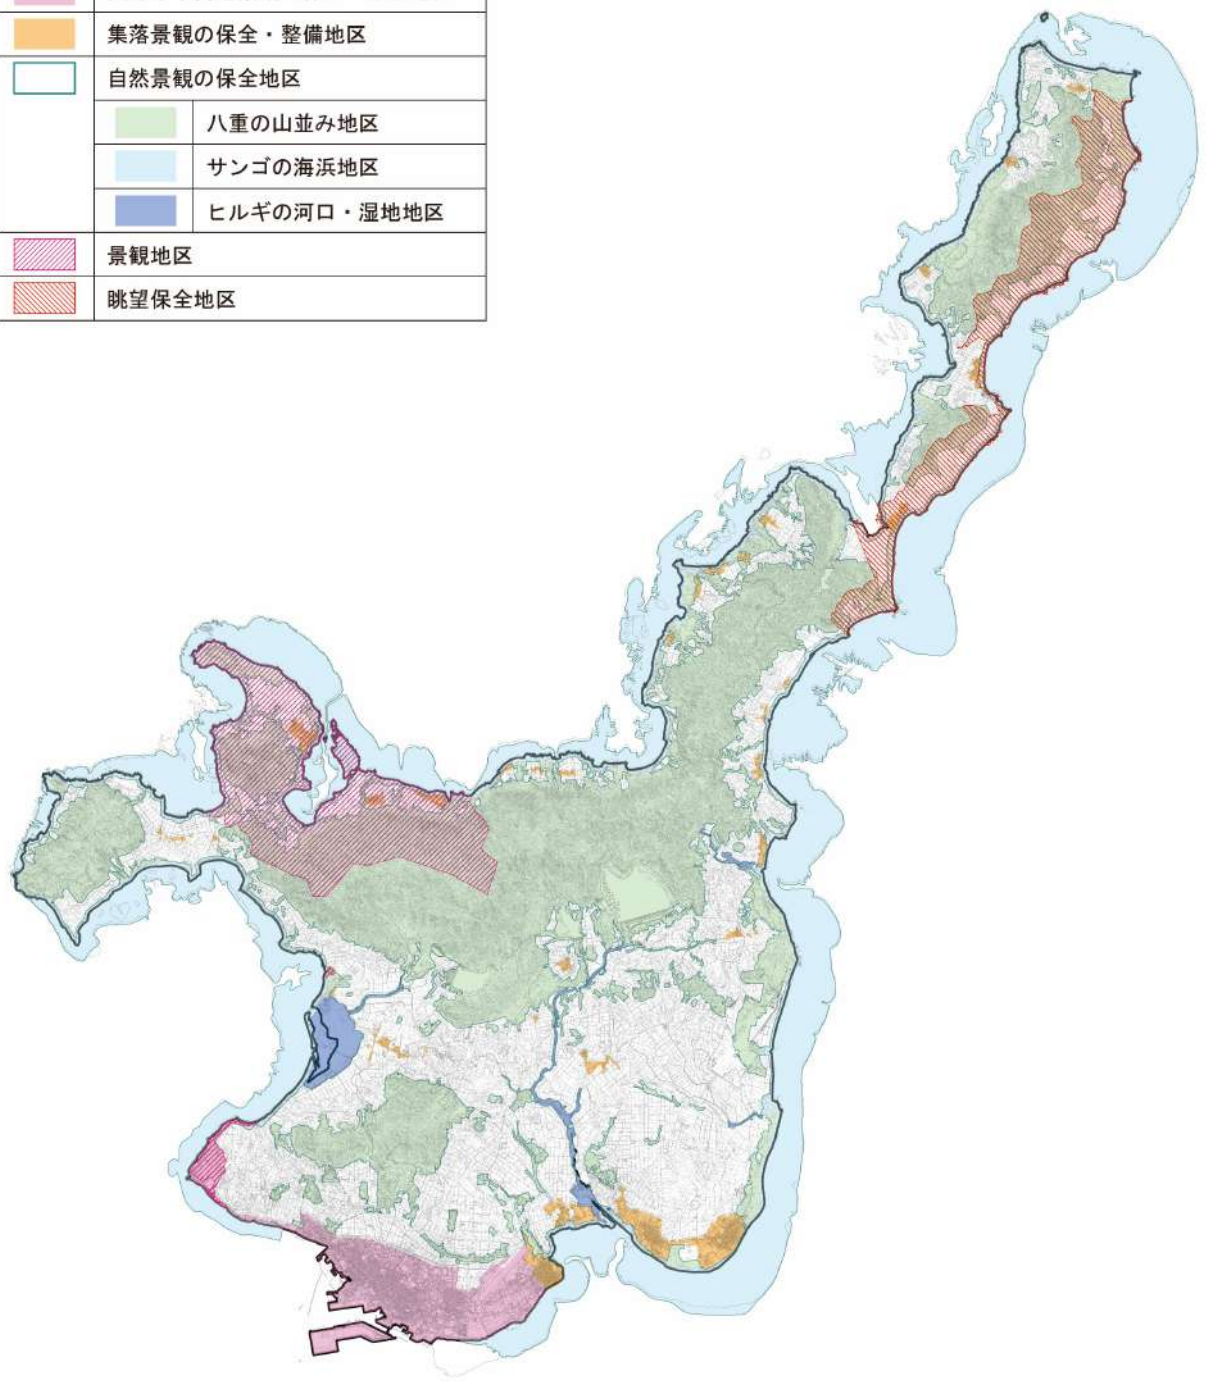 集落景観の保全・整備地区
自然景観の保全地区
八重の山並み地区
サンゴの海浜地区
ヒルギの河口・湿地地区
景観地区
眺望保全地区